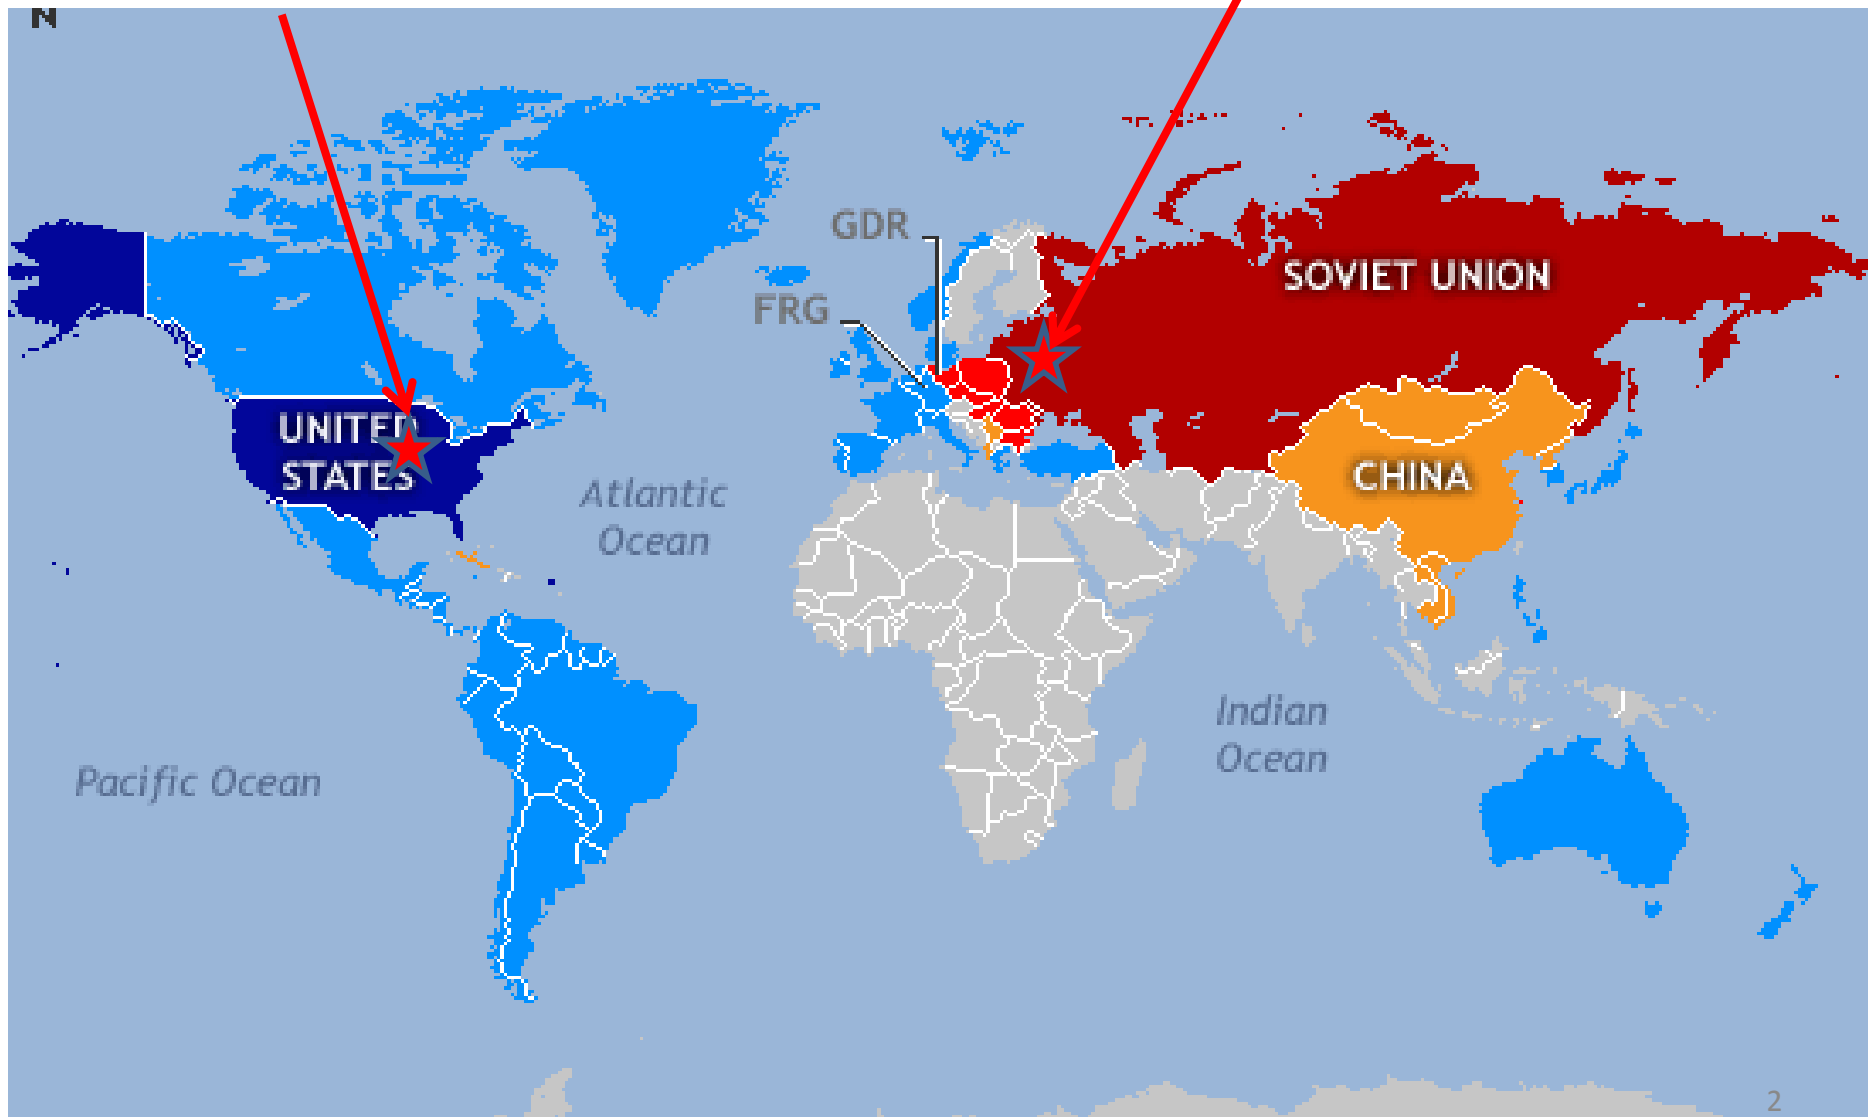 N
GDR
SOVIET UNION
FRG
UNITED
STATES
CHINA
Atlantic
Ocean
Indian
Ocean
Pacific Ocean
2